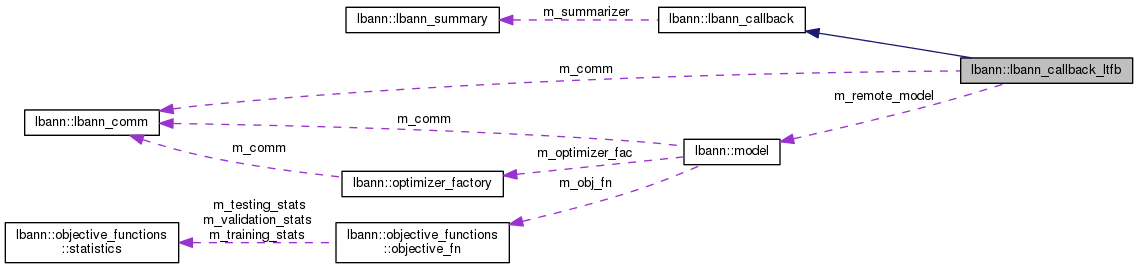 lbann::lbann_summary
m_summarizer
lbann::lbann_callback
lbann::lbann_callback_ltfb
m_comm
m_remote_model
lbann::lbann_comm
m_comm
lbann::model
m_comm
m_optimizer_fac
lbann::optimizer_factory
m_obj_fn
lbann::objective_functions
::statistics
m_testing_stats
m_validation_stats
m_training_stats
lbann::objective_functions
::objective_fn